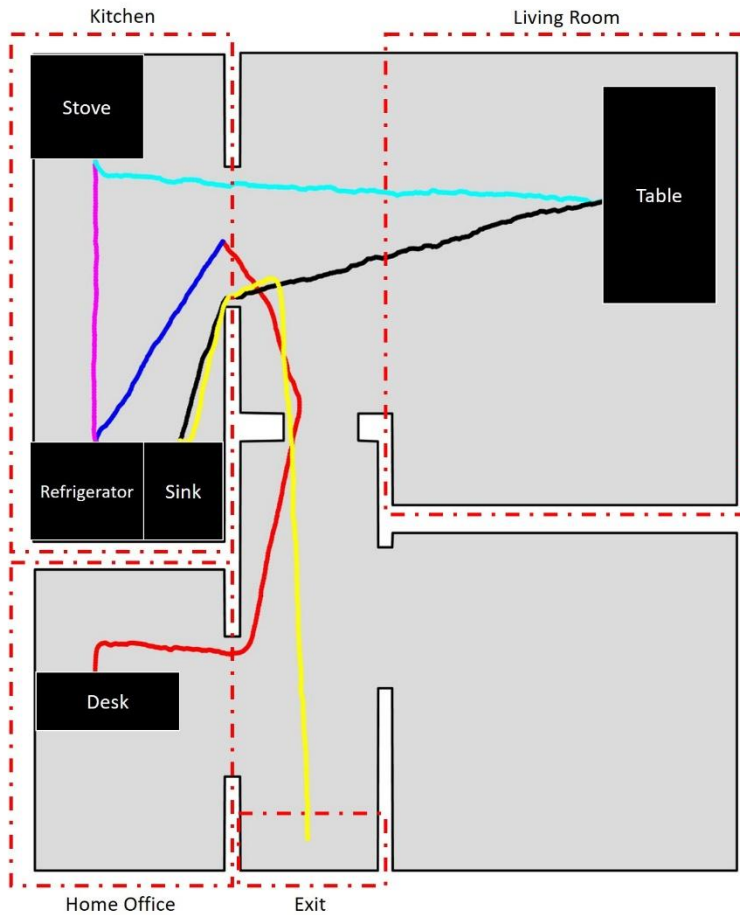 Kitchen
Living Room
Stove
Table
Refrigerator
Sink
Desk
Home Office
Exit